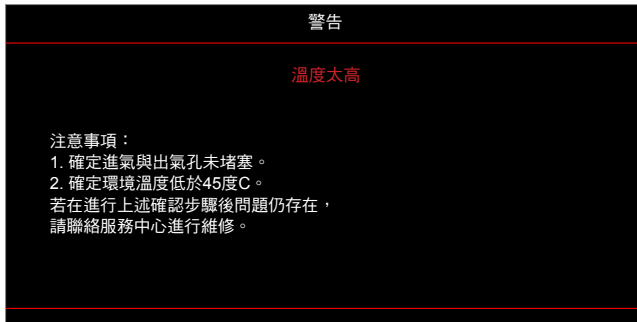 警告
溫度太高
注意事項：
1. 確定進氣與出氣孔未堵塞。
2. 確定環境溫度低於45度C。
若在進行上述確認步驟後問題仍存在，
請聯絡服務中心進行維修。